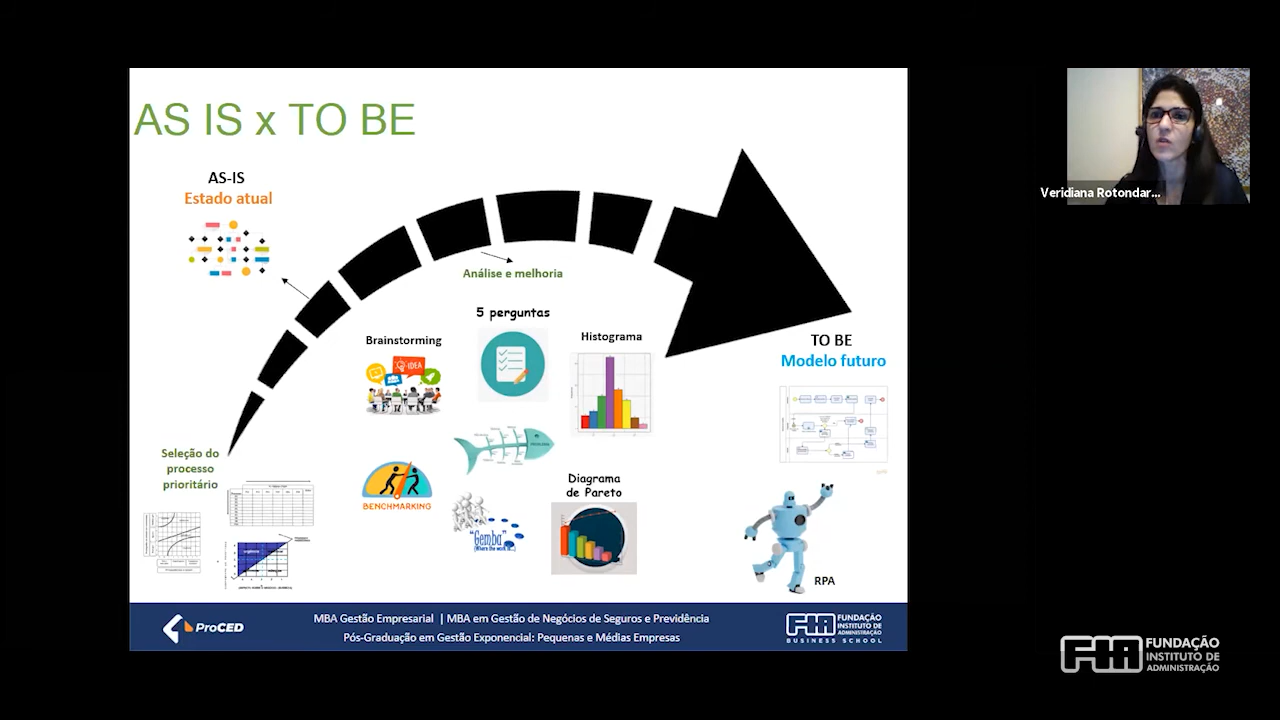 AS IS x TO BE
AS-IS
Estado atual
Análise e melhoria
5 perguntas
Brainstorming
IDEA
Histograma
TO BE
Modelo futuro
Seleção do
processo
prioritário
BENCHMARKING
"Gemba"
Diagrama
de Pareto
RPA
ProCED
MBA Gestão Empresarial | MBA em Gestão de Negócios de Seguros e Previdência
Pós-Graduação em Gestão Exponencial: Pequenas e Médias Empresas
FIA FUNDAÇÃO
INSTITUTO DE
ADMINISTRAÇÃO
BUSINESS SCHOOL
Veridiana Rotondar...
FIA FUNDAÇÃO
INSTITUTO DE
ADMINISTRAÇÃO